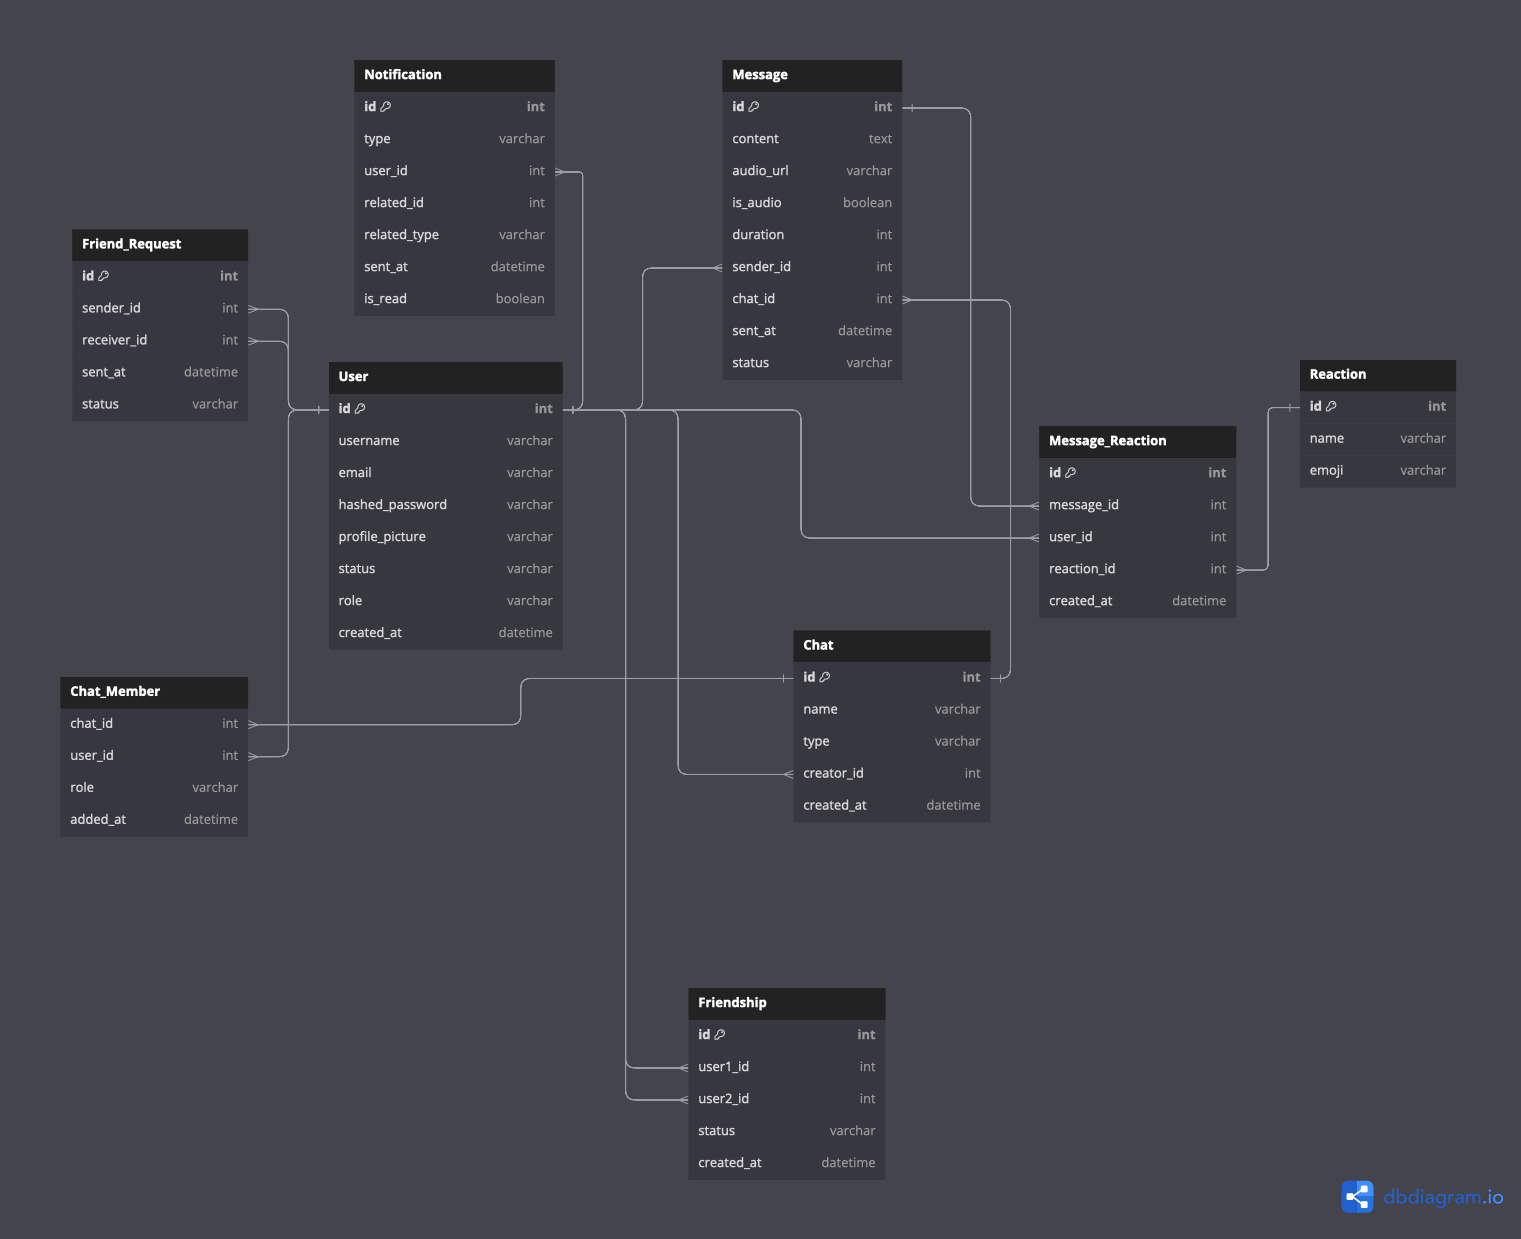 Notification
id int
type varchar
user_id int
related_id int
related_type varchar
sent_at datetime
is_read boolean
Message
id int
content text
audio_url varchar
is_audio boolean
duration int
sender_id int
chat_id int
sent_at datetime
status varchar
Friend_Request
id int
sender_id int
receiver_id int
sent_at datetime
status varchar
User
id int
username varchar
email varchar
hashed_password varchar
profile_picture varchar
status varchar
role varchar
created_at datetime
Reaction
id int
name varchar
emoji varchar
Message_Reaction
id int
message_id int
user_id int
reaction_id int
created_at datetime
Chat
id int
name varchar
type varchar
creator_id int
created_at datetime
Chat_Member
chat_id int
user_id int
role varchar
added_at datetime
Friendship
id int
user1_id int
user2_id int
status varchar
created_at datetime
dbdiagram.io